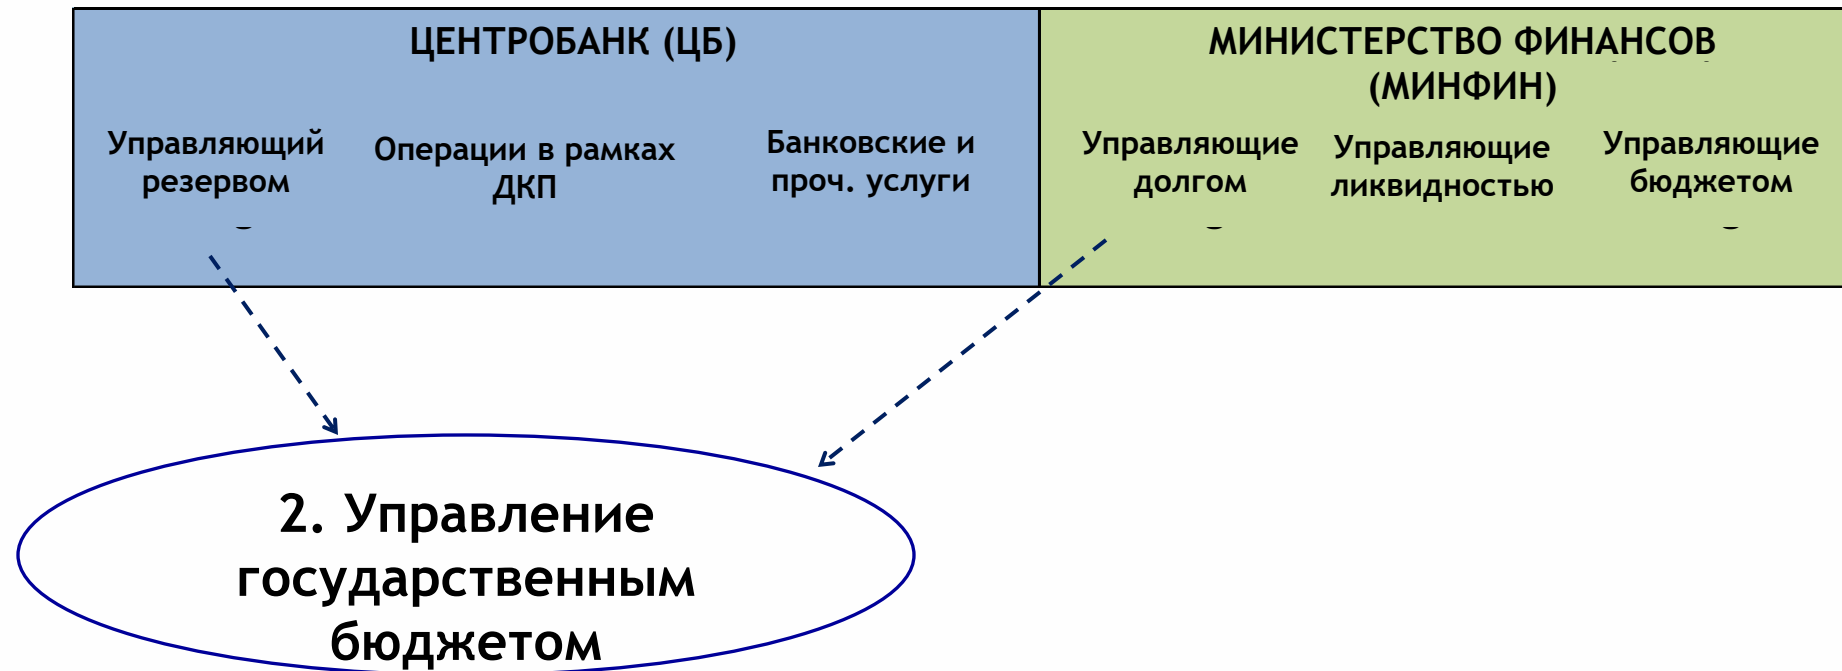 ЦЕНТРОБАНК (ЦБ)
МИНИСТЕРСТВО ФИНАНСОВ
(МИНФИН)
Управляющий
резервом
Операции в рамках
ДКП
Банковские и
проч. услуги
Управляющие
долгом
Управляющие
ликвидностью
Управляющие
бюджетом
2. Управление
государственным
бюджетом